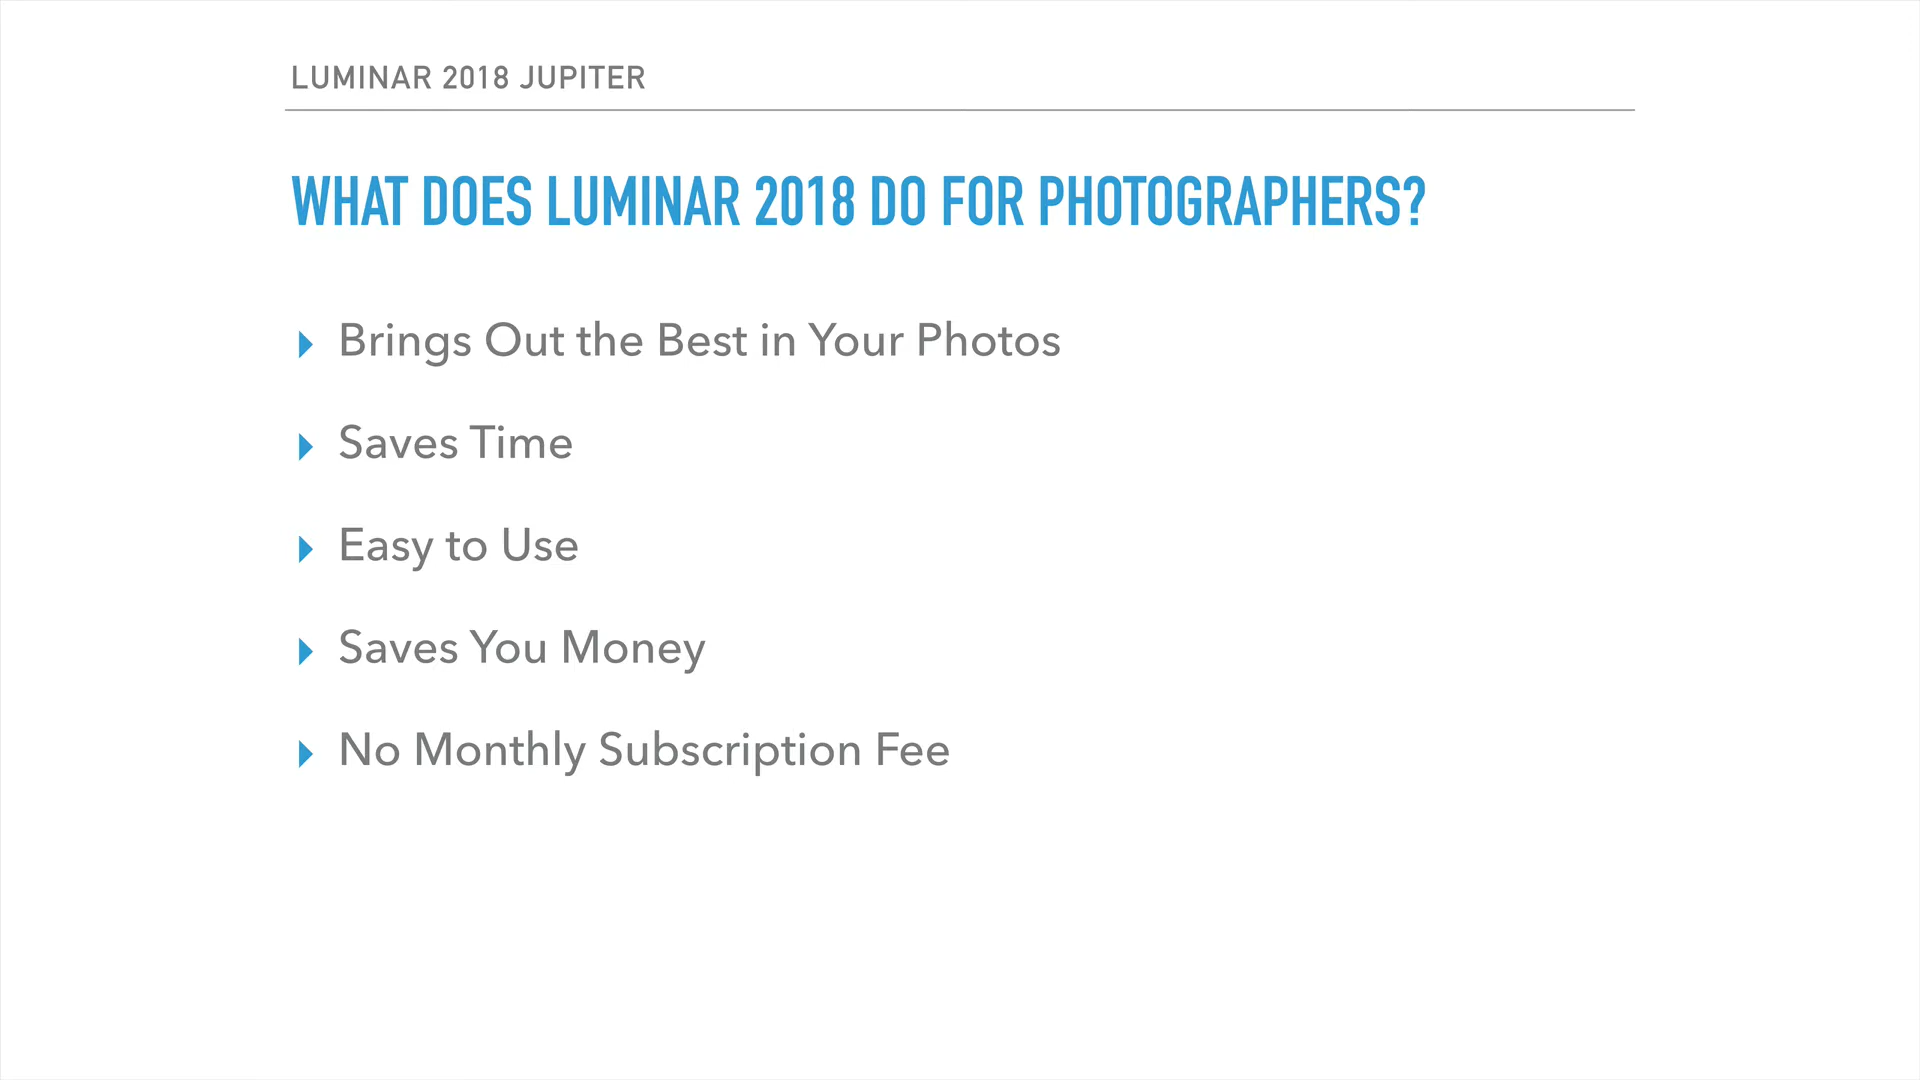 LUMINAR 2018 JUPITER
WHAT DOES LUMINAR 2018 DO FOR PHOTOGRAPHERS?
Brings Out the Best in Your Photos
Saves Time
Easy to Use
Saves You Money
No Monthly Subscription Fee